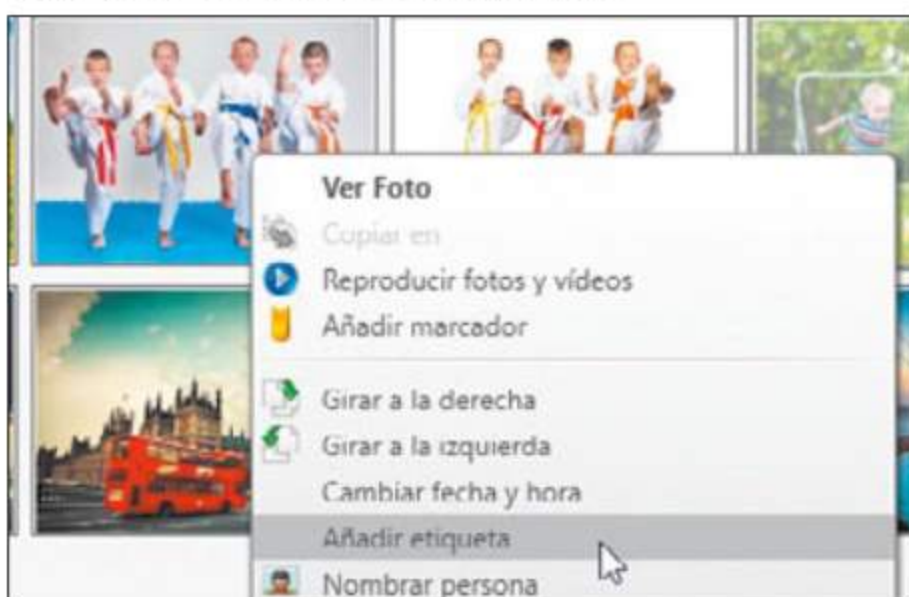 Ver Foto
Copiar en
Reproducir fotos y vídeos
Añadir marcador
Girar a la derecha
Girar a la izquierda
Cambiar fecha y hora
Añadir etiqueta
Nombrar persona